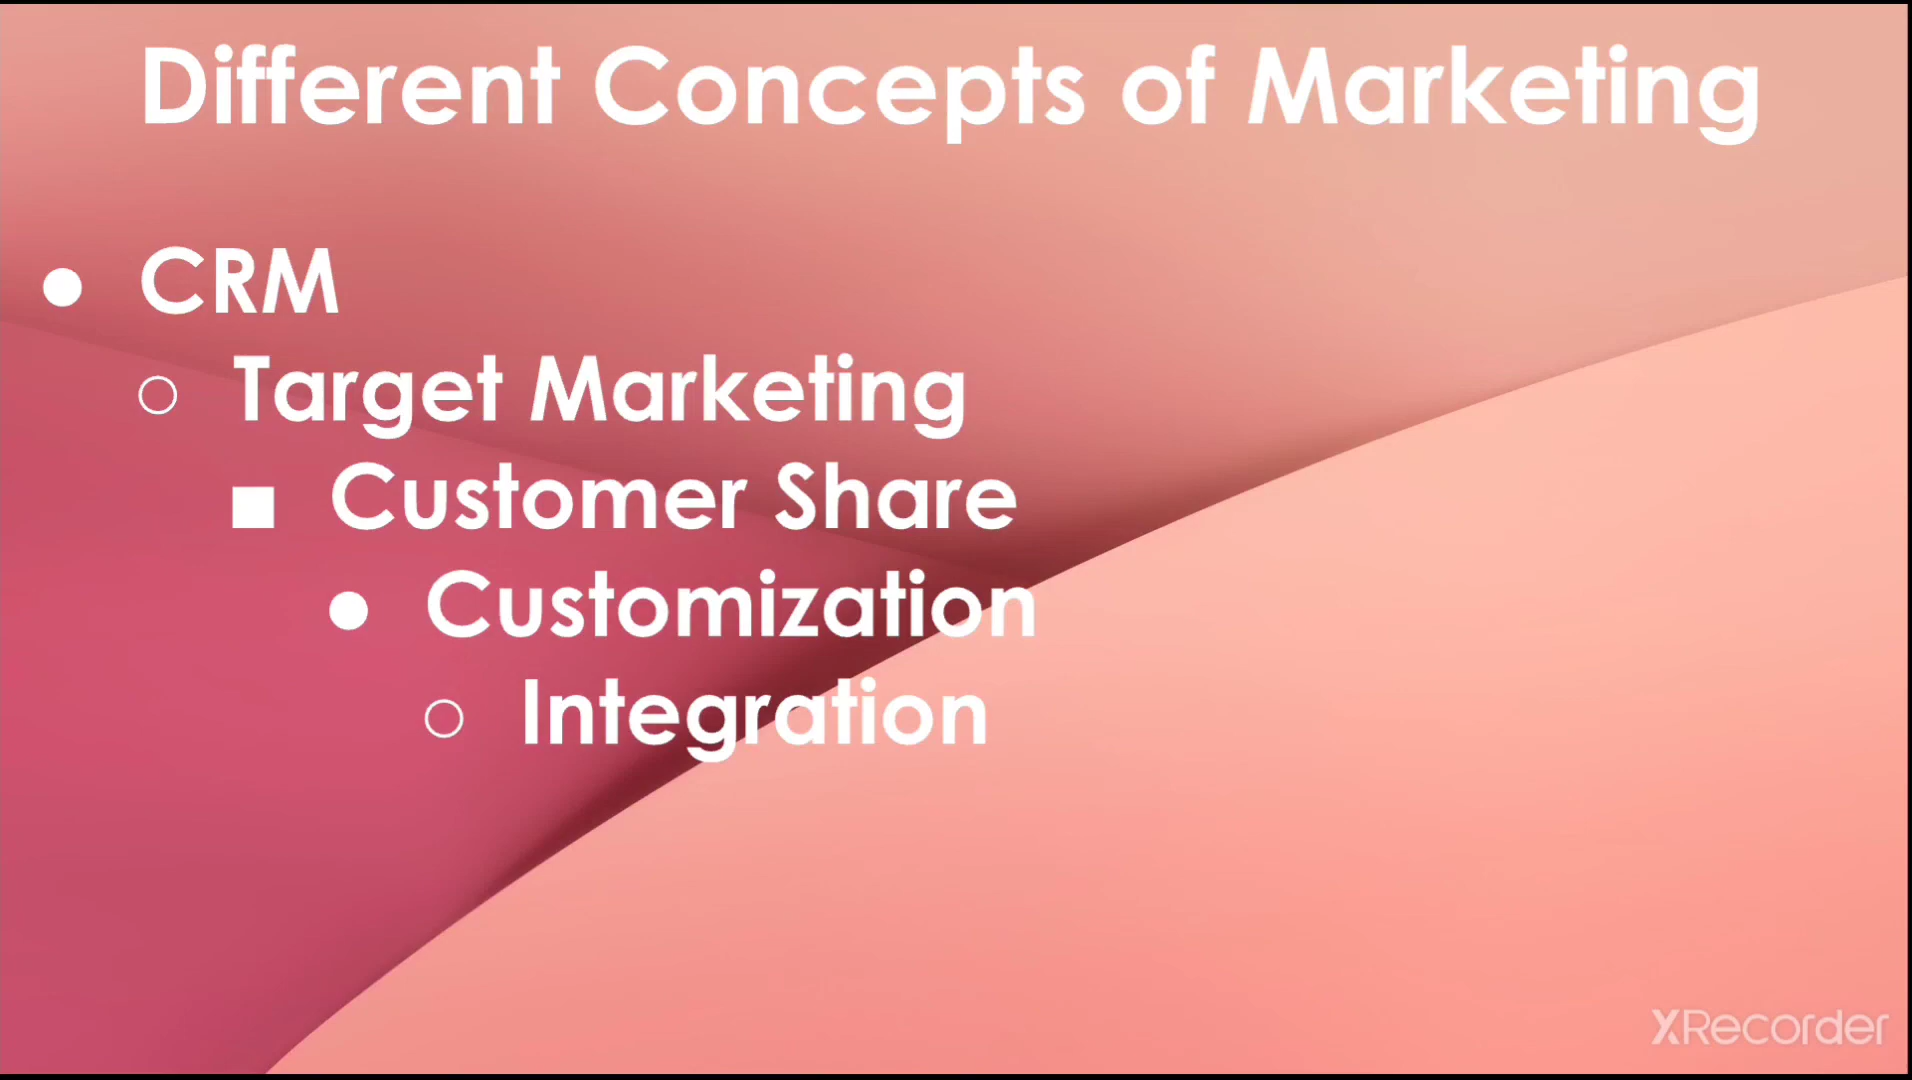 Different Concepts of Marketing
● CRM
○ Target Marketing
■ Customer Share
● Customization
○ Integration
XRecorder